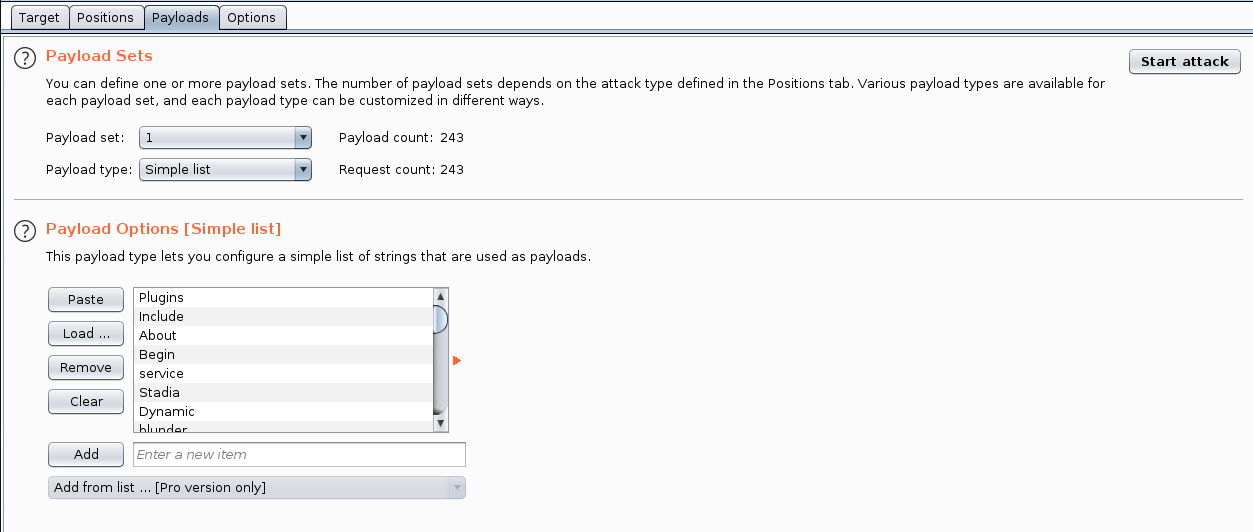 Target Positions Payloads Options
? Payload Sets
Start attack
You can define one or more payload sets. The number of payload sets depends on the attack type defined in the Positions tab. Various payload types are available for
each payload set, and each payload type can be customized in different ways.
Payload set: 1 Payload count: 243
Payload type: Simple list Request count: 243
? Payload Options [Simple list]
This payload type lets you configure a simple list of strings that are used as payloads.
Paste
Load ...
Remove
Clear
Plugins
Include
About
Begin
service
Stadia
Dynamic
blunder
Add Enter a new item
Add from list ... [Pro version only]